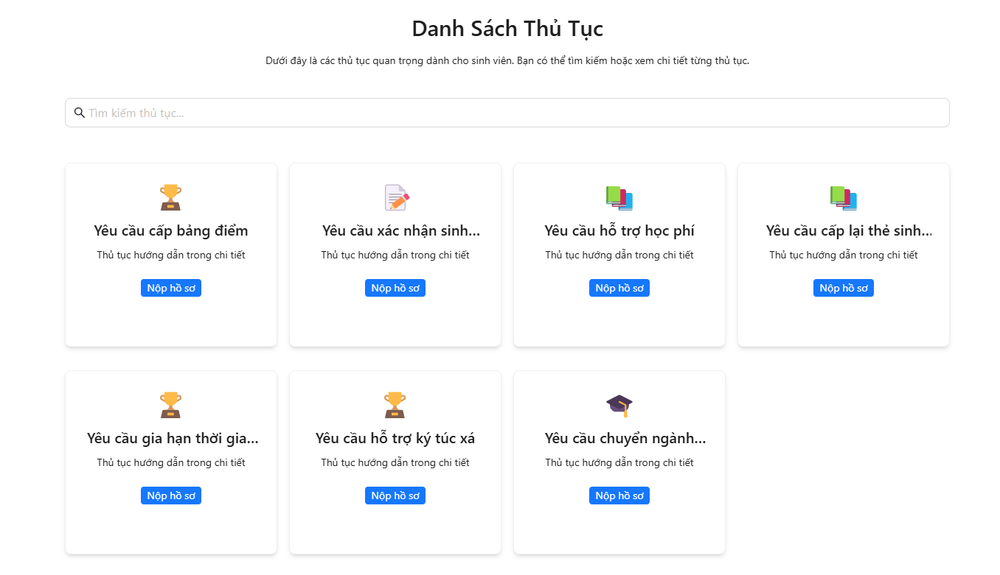 Danh Sách Thủ Tục
Dưới đây là các thủ tục quan trọng dành cho sinh viên. Bạn có thể tìm kiếm hoặc xem chi tiết từng thủ tục.
Tìm kiếm thủ tục...
Yêu cầu cấp bảng điểm
Thủ tục hướng dẫn trong chi tiết
Nộp hồ sơ
Yêu cầu xác nhận sinh...
Thủ tục hướng dẫn trong chi tiết
Nộp hồ sơ
Yêu cầu hỗ trợ học phí
Thủ tục hướng dẫn trong chi tiết
Nộp hồ sơ
Yêu cầu cấp lại thẻ sinh...
Thủ tục hướng dẫn trong chi tiết
Nộp hồ sơ
Yêu cầu gia hạn thời gia...
Thủ tục hướng dẫn trong chi tiết
Nộp hồ sơ
Yêu cầu hỗ trợ ký túc xá
Thủ tục hướng dẫn trong chi tiết
Nộp hồ sơ
Yêu cầu chuyển ngành...
Thủ tục hướng dẫn trong chi tiết
Nộp hồ sơ